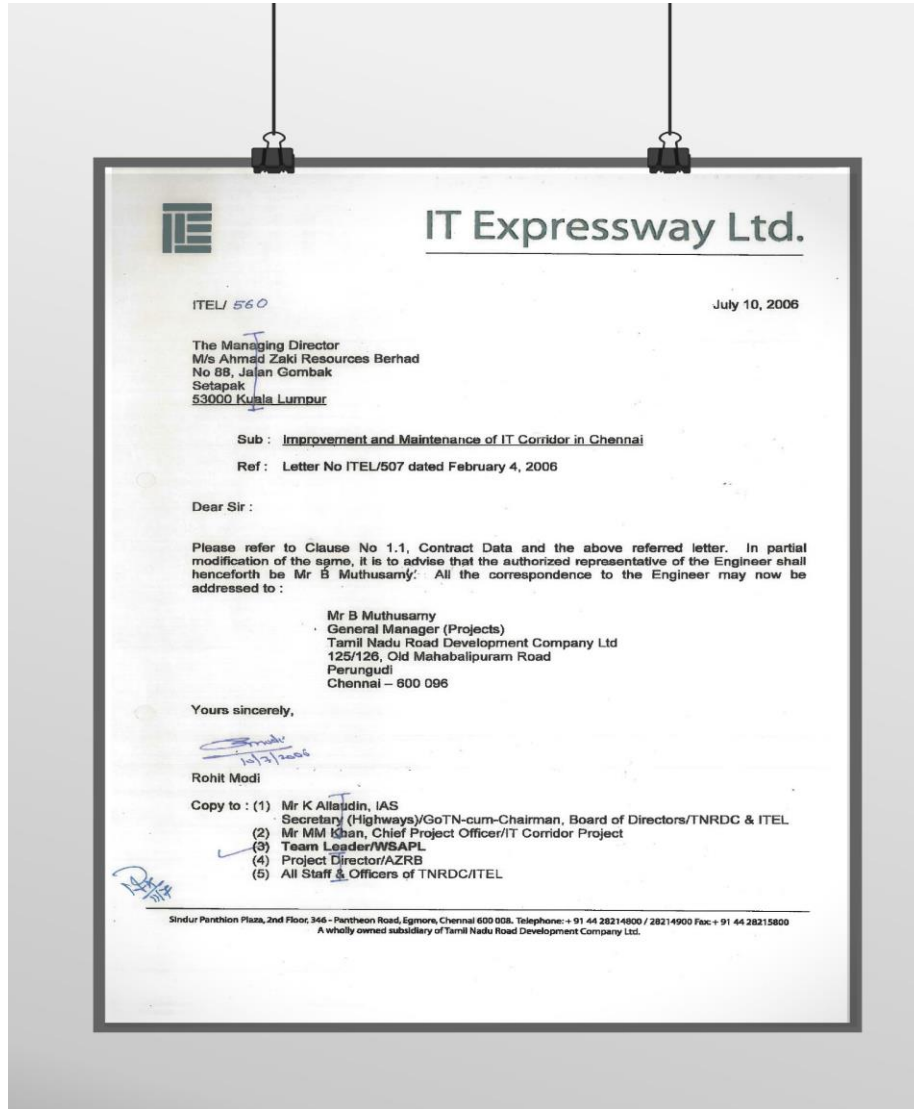 IT Expressway Ltd.
ITEL/ 560
July 10, 2006
The Managing Director
M/s Ahmad Zaki Resources Berhad
No 88, Jalan Gombak
Setapak
53000 Kuala Lumpur
Sub : Improvement and Maintenance of IT Corridor in Chennai
Ref : Letter No ITEL/507 dated February 4, 2006
Dear Sir :
Please refer to Clause No 1.1, Contract Data and the above referred letter. In partial
modification of the same, it is to advise that the authorized representative of the Engineer shall
henceforth be Mr B Muthusamy. All the correspondence to the Engineer may now be
addressed to :
Mr B Muthusamy
General Manager (Projects)
Tamil Nadu Road Development Company Ltd
125/126, Old Mahabalipuram Road
Perungudi
Chennai – 600 096
Yours sincerely,
10/7/2006
Rohit Modi
Copy to : (1) Mr K Allaudin, IAS
Secretary (Highways)/GoTN-cum-Chairman, Board of Directors/TNRDC & ITEL
(2) Mr MM Khan, Chief Project Officer/IT Corridor Project
(3) Team Leader/WSAPL
(4) Project Director/AZRB
(5) All Staff & Officers of TNRDC/ITEL
Sindur Panthion Plaza, 2nd Floor, 346 - Pantheon Road, Egmore, Chennai 600 008. Telephone: + 91 44 28214800 / 28214900 Fax: + 91 44 28215800
A wholly owned subsidiary of Tamil Nadu Road Development Company Ltd.